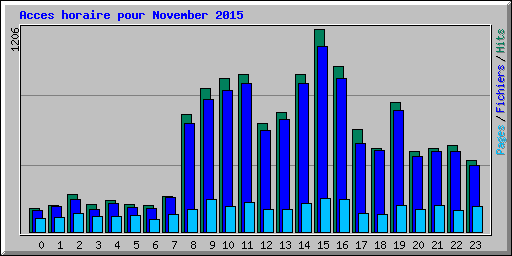 Acces horaire pour November 2015
1206
Pages / Fichiers / Hits
0 1 2 3 4 5 6 7 8 9 10 11 12 13 14 15 16 17 18 19 20 21 22 23